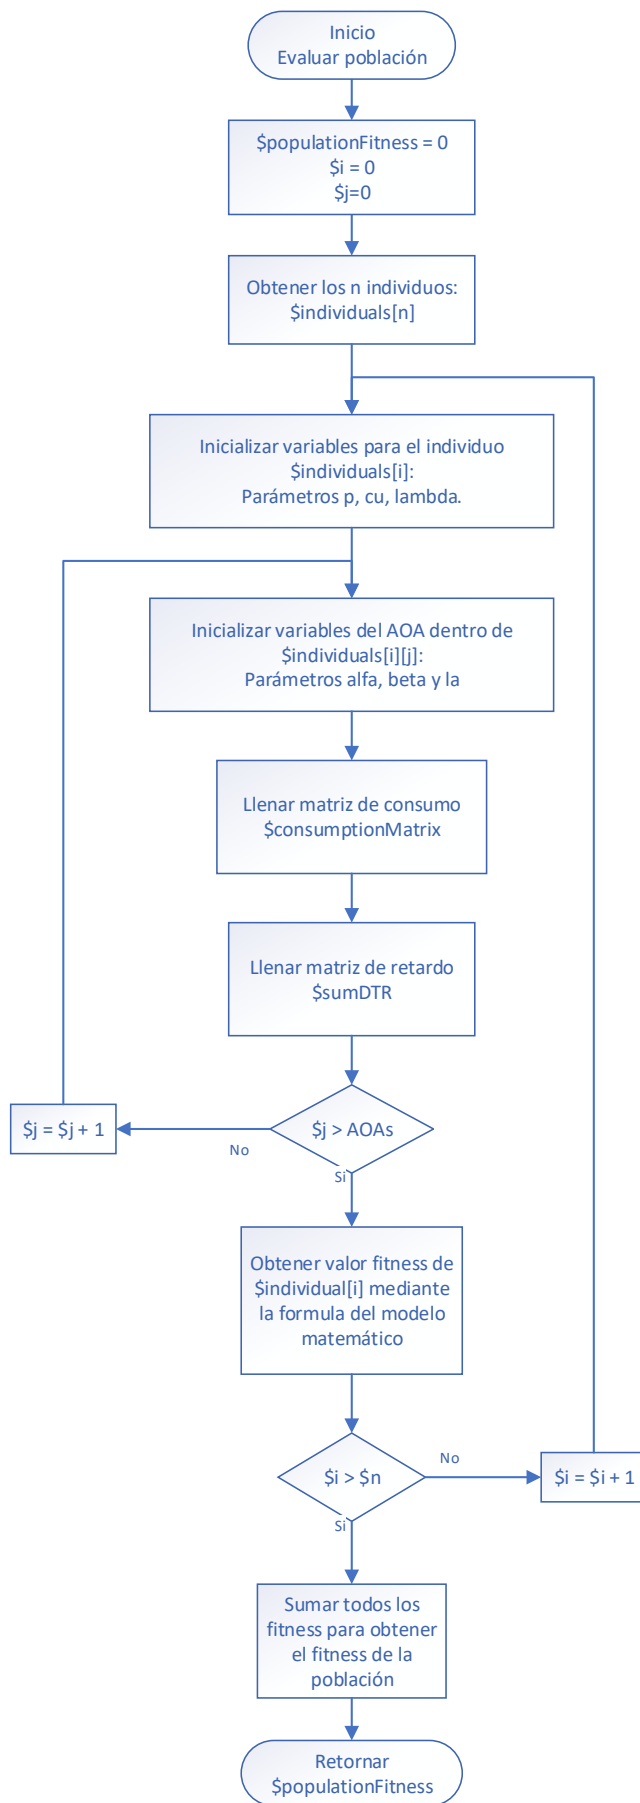 Inicio
Evaluar población
$populationFitness = 0
$i = 0
$j=0
Obtener los n individuos:
$individuals[n]
Inicializar variables para el individuo
$individuals[i]:
Parámetros p, cu, lambda.
Inicializar variables del AOA dentro de
$individuals[i][j]:
Parámetros alfa, beta y la
Llenar matriz de consumo
$consumptionMatrix
Llenar matriz de retardo
$sumDTR
$j = $j + 1
No
$j > AOAs
Si
Obtener valor fitness de
$individual[i] mediante
la formula del modelo
matemático
$i > $n
No
$i = $i + 1
Si
Sumar todos los
fitness para obtener
el fitness de la
población
Retornar
$populationFitness